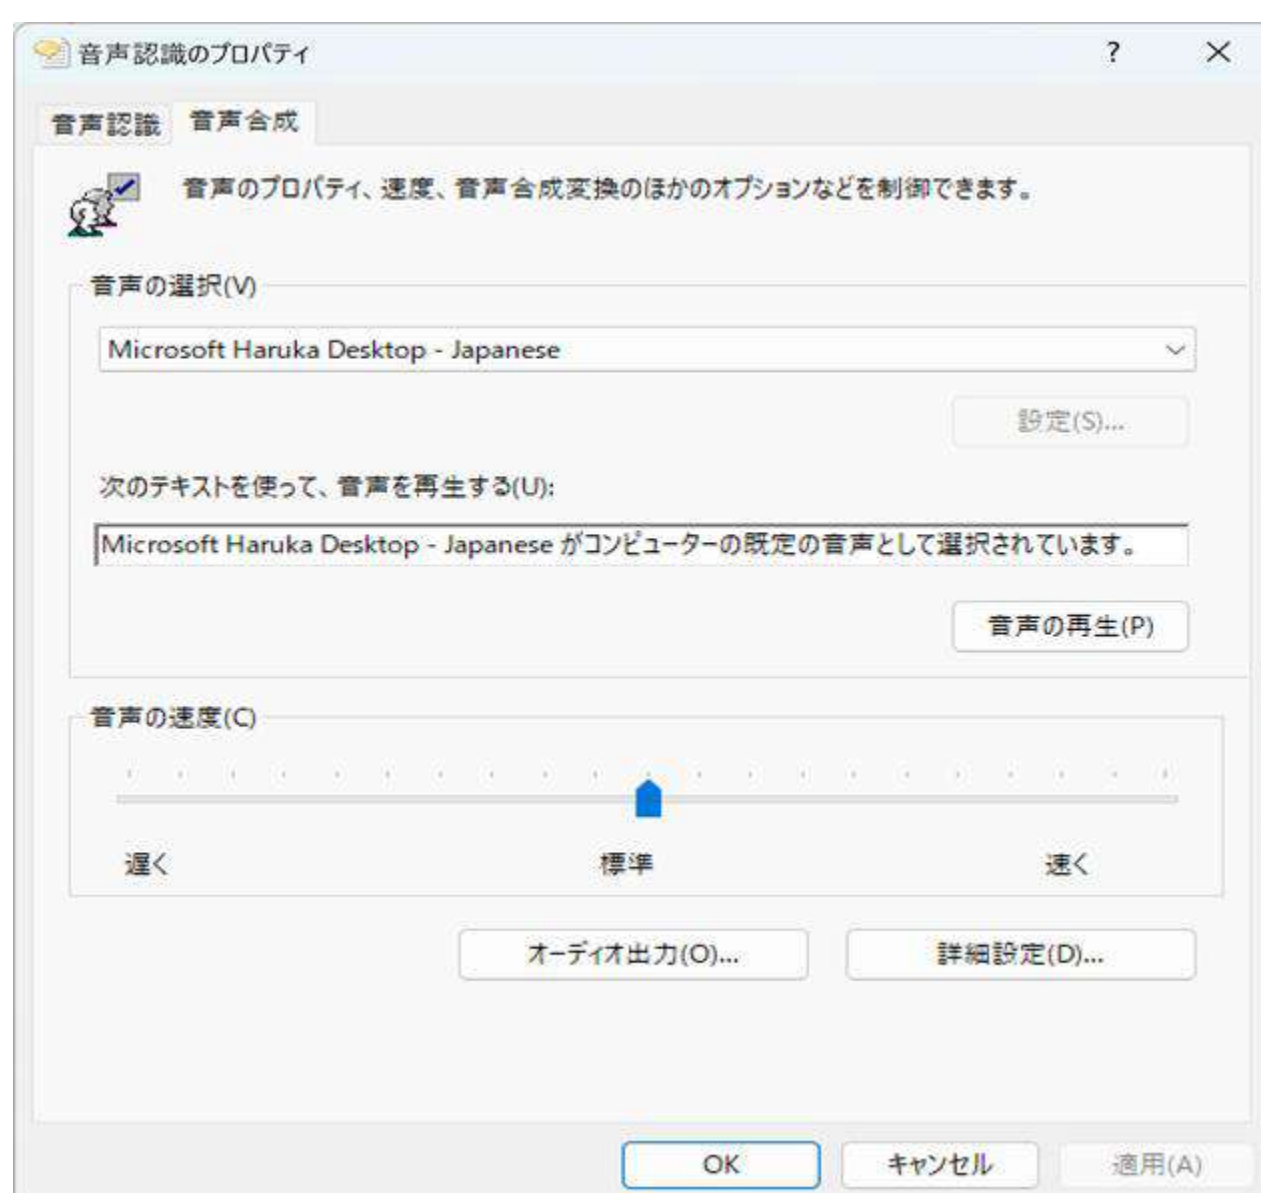 音声認識のプロパティ ?
音声認識 音声合成
音声のプロパティ、速度、音声合成変換のほかのオプションなどを制御できます。
音声の選択(V)
Microsoft Haruka Desktop - Japanese
設定(S)...
次のテキストを使って、音声を再生する(U):
Microsoft Haruka Desktop - Japanese がコンピューターの既定の音声として選択されています。
音声の再生(P)
音声の速度(C)
遅く 標準 速く
オーディオ出力(O)... 詳細設定(D)...
OK キャンセル 適用(A)